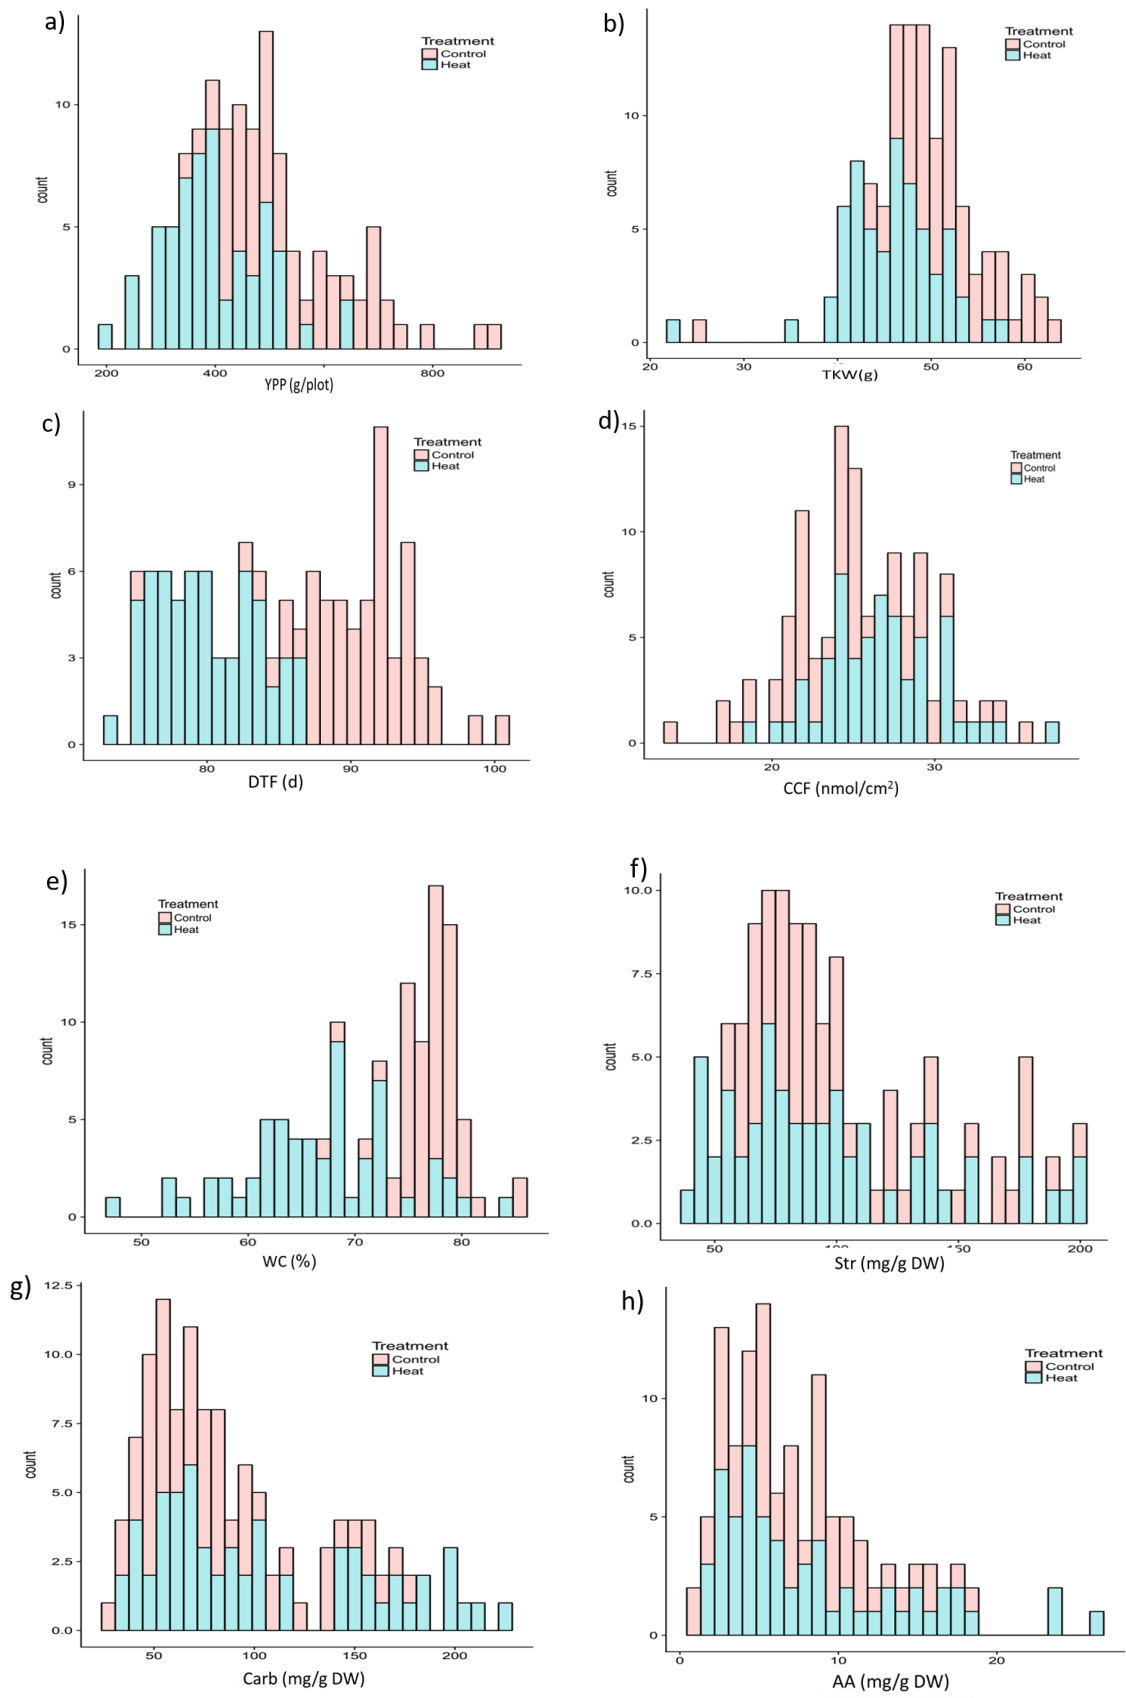 a)
Treatment
Control
Heat
10
5
0
count
200
400
800
YPP (g/plot)
b)
Treatment
Control
Heat
10
5
0
count
20
30
50
60
TKW(g)
c)
Treatment
Control
Heat
9
6
3
0
count
80
90
100
DTF (d)
d)
Treatment
Control
Heat
15
10
5
0
count
20
30
CCF (nmol/cm²)
e)
Treatment
Control
Heat
15
10
5
0
count
50
60
70
80
WC (%)
f)
Treatment
Control
Heat
10.0
7.5
5.0
2.5
0.0
count
50
100
150
200
Str (mg/g DW)
g)
Treatment
Control
Heat
12.5
10.0
7.5
5.0
2.5
0.0
count
50
100
150
200
Carb (mg/g DW)
h)
Treatment
Control
Heat
10
5
0
count
0
10
20
AA (mg/g DW)